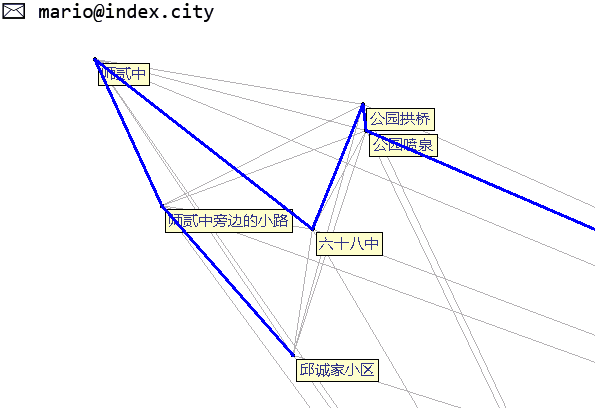 mario@index.city
师贰中
公园拱桥
公园喷泉
师贰中旁边的小路
六十八中
邱诚家小区